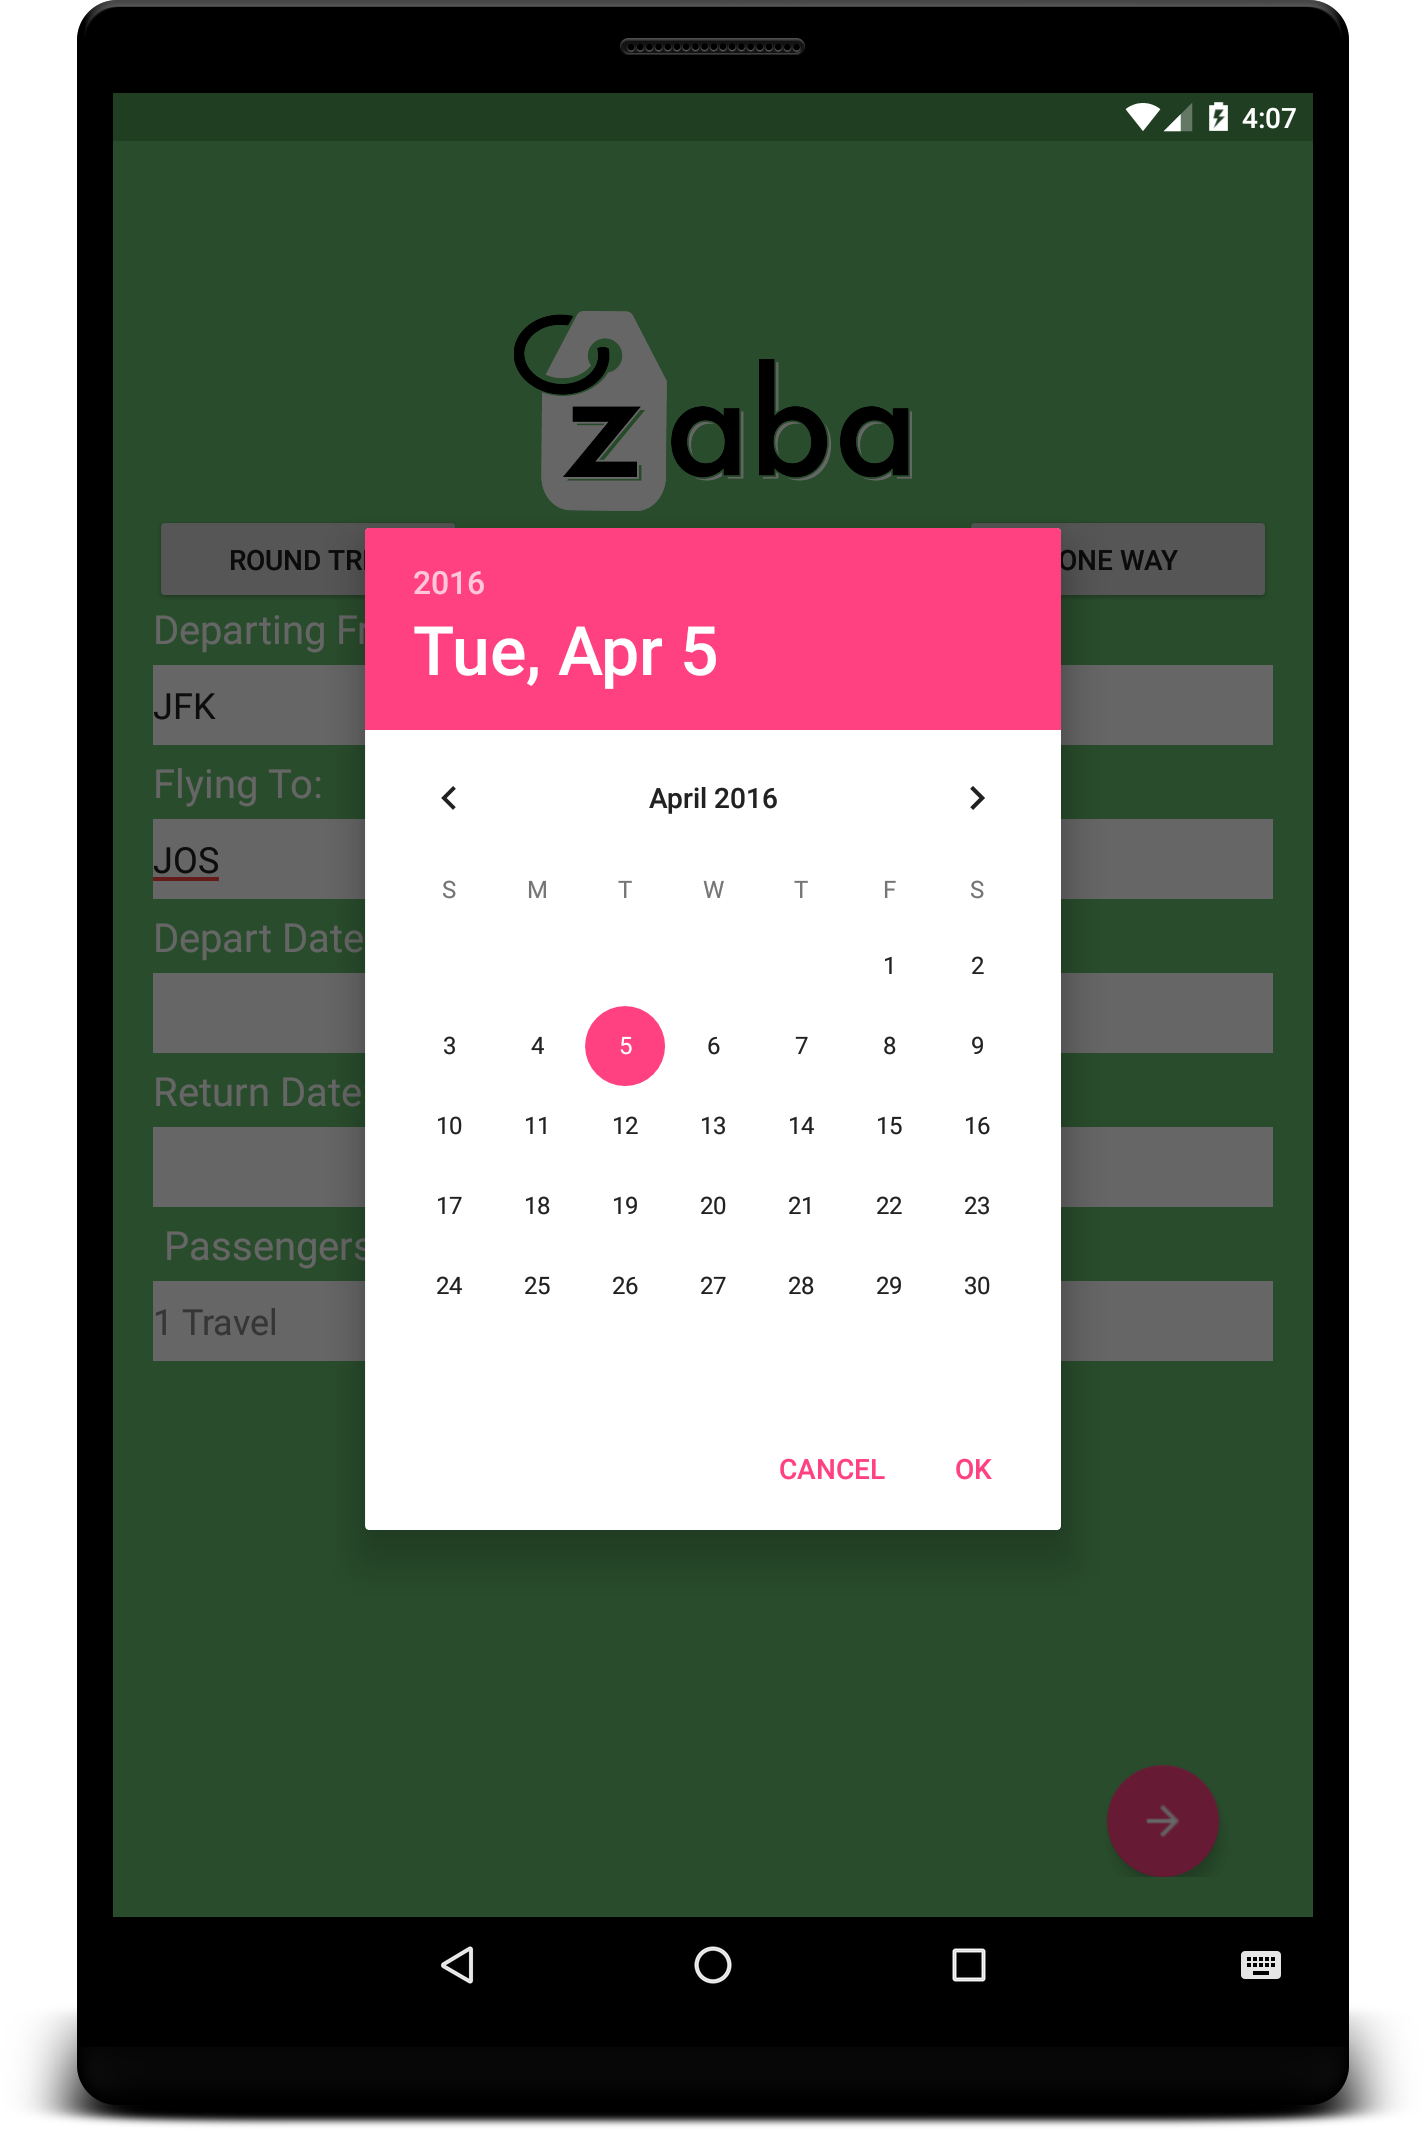 4:07
zaba
ROUND TRI
ONE WAY
2016
Tue, Apr 5
Departing Fr
JFK
Flying To:
JOS
Depart Date
Return Date
Passengers
1 Travel
April 2016
S M T W T F S
1 2
3 4 5 6 7 8 9
10 11 12 13 14 15 16
17 18 19 20 21 22 23
24 25 26 27 28 29 30
CANCEL OK